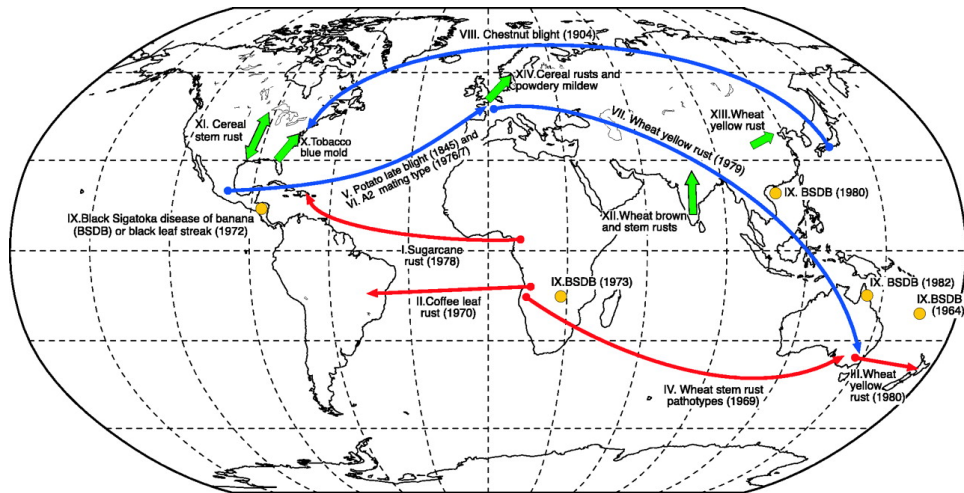 VIII. Chestnut blight (1904)
XIV.Cereal rusts and
powdery mildew
XI. Cereal
stem rust
X.Tobacco
blue mold
VII. Wheat yellow rust (1979)
XIII.Wheat
yellow rust
V. Potato late blight (1845) and
VI. A2 mating type (1976/7)
IX. BSDB (1980)
IX.Black Sigatoka disease of banana
(BSDB) or black leaf streak (1972)
XII.Wheat brown
and stem rusts
I.Sugarcane
rust (1978)
II.Coffee leaf
rust (1970)
IX.BSDB (1973)
IX. BSDB (1982)
IX.BSDB
(1964)
IV. Wheat stem rust
pathotypes (1969)
III.Wheat
yellow
rust (1980)